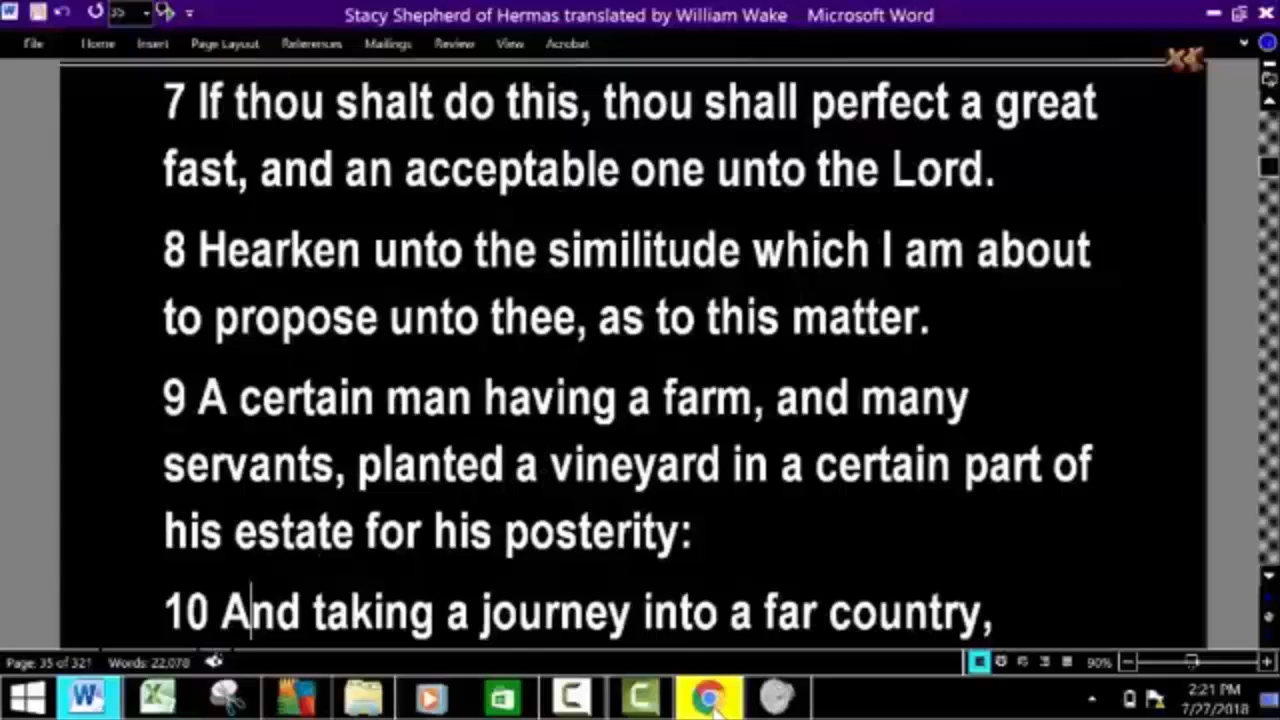 35
Stacy Shepherd of Hermas translated by William Wake Microsoft Word
File Home Insert Page Layout References Mailings Review View Acrobat
7 If thou shalt do this, thou shall perfect a great
fast, and an acceptable one unto the Lord.
8 Hearken unto the similitude which I am about
to propose unto thee, as to this matter.
9 A certain man having a farm, and many
servants, planted a vineyard in a certain part of
his estate for his posterity:
10 And taking a journey into a far country,
Page: 35 of 321 Words: 22,078 90%
2:21 PM
7/27/2018